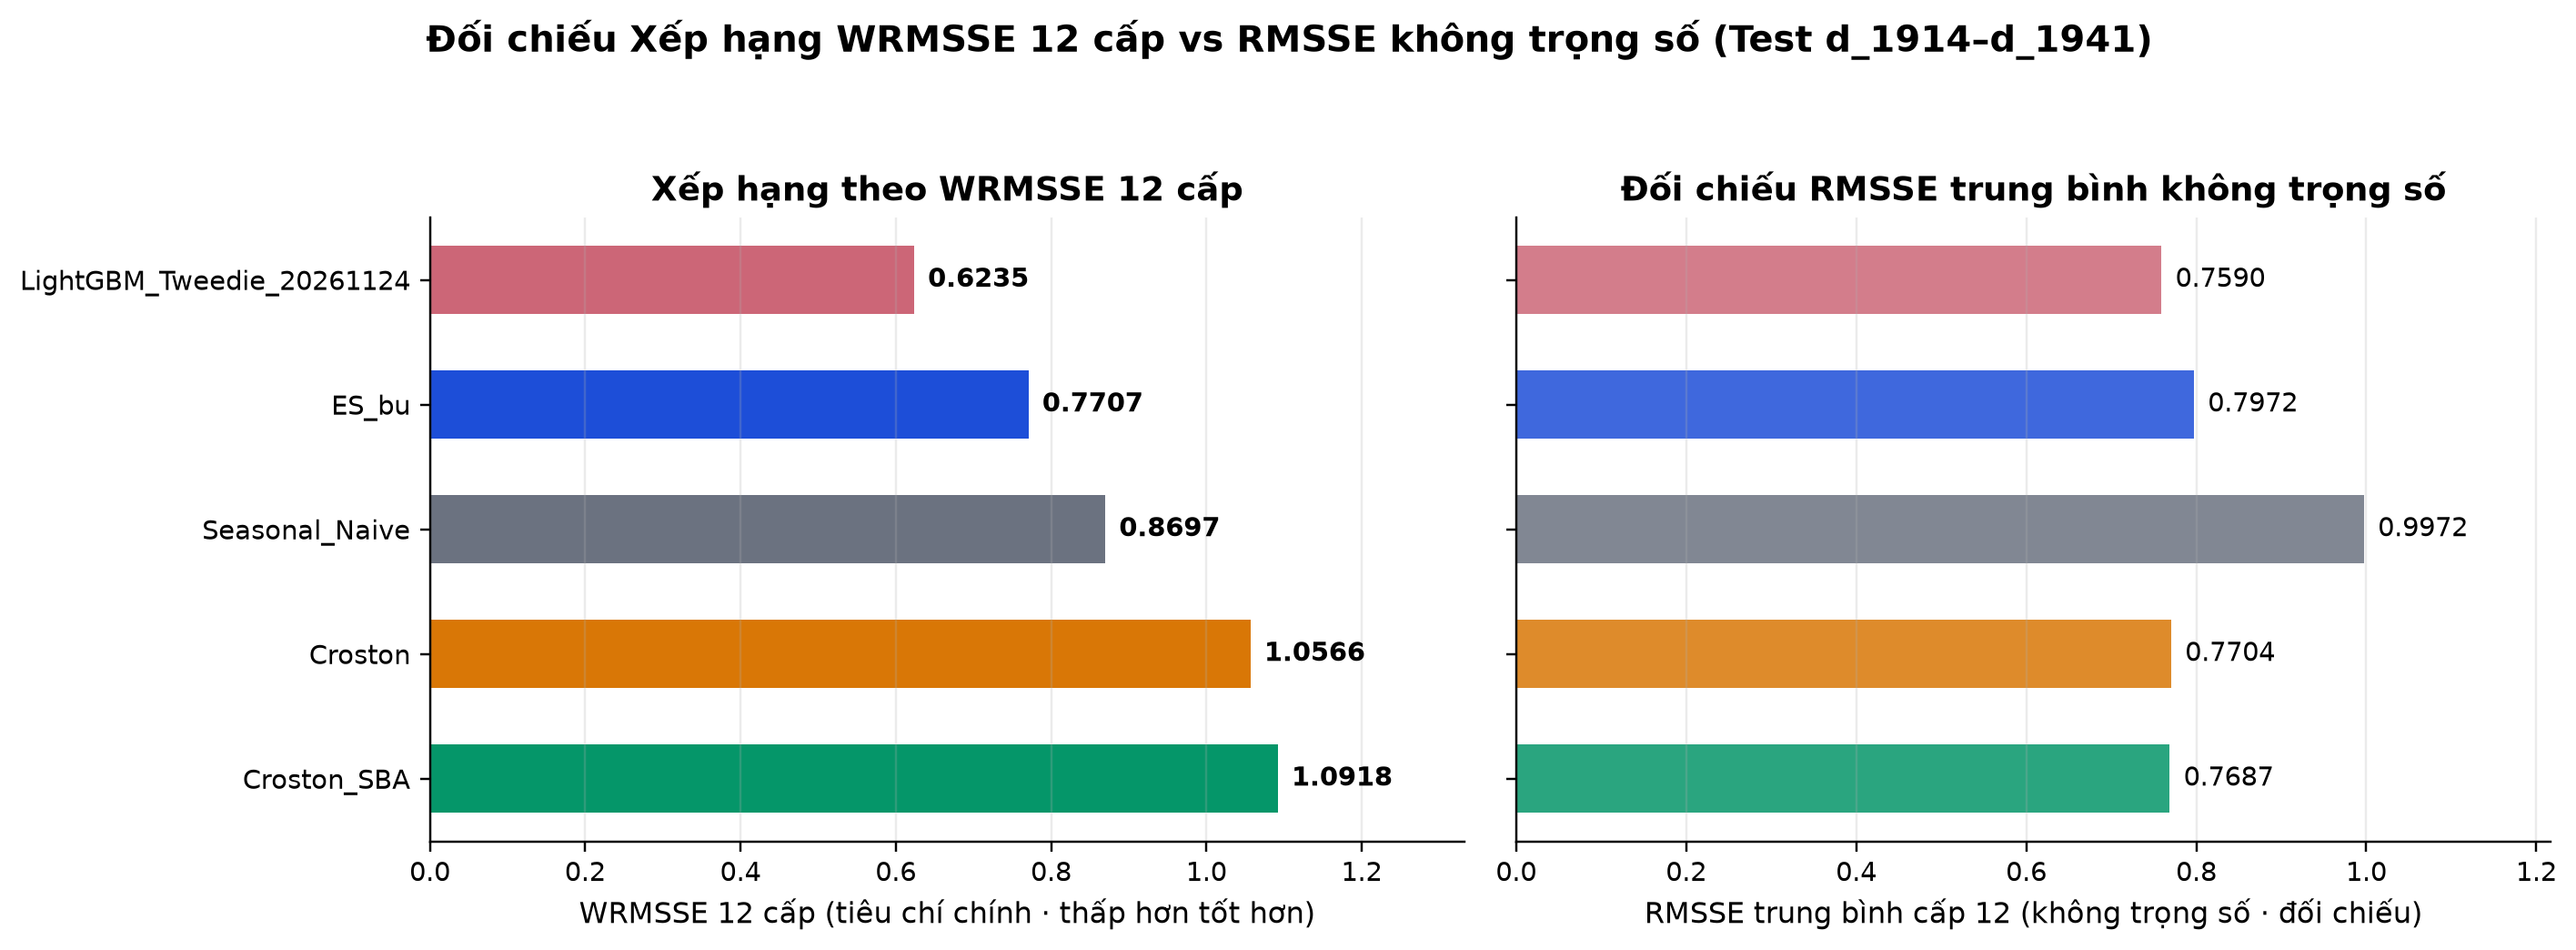 Đối chiếu Xếp hạng WRMSSE 12 cấp vs RMSSE không trọng số (Test d_1914–d_1941)
Xếp hạng theo WRMSSE 12 cấp
LightGBM_Tweedie_20261124
0.6235
ES_bu
0.7707
Seasonal_Naive
0.8697
Croston
1.0566
Croston_SBA
1.0918
0.0 0.2 0.4 0.6 0.8 1.0 1.2
WRMSSE 12 cấp (tiêu chí chính · thấp hơn tốt hơn)
Đối chiếu RMSSE trung bình không trọng số
0.7590
0.7972
0.9972
0.7704
0.7687
0.0 0.2 0.4 0.6 0.8 1.0 1.2
RMSSE trung bình cấp 12 (không trọng số · đối chiếu)